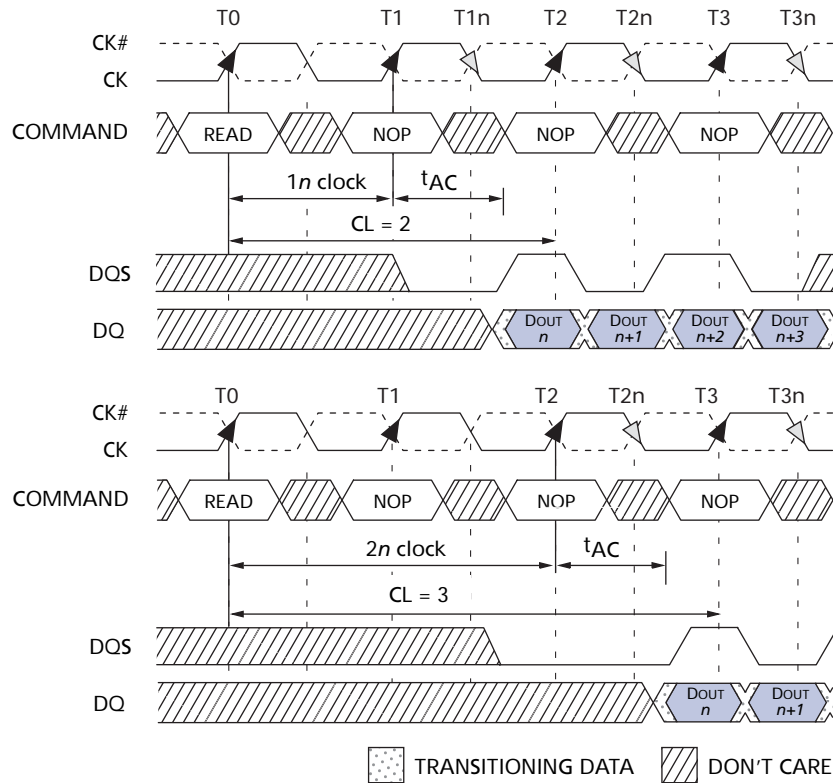 T0 T1 T1n T2 T2n T3 T3n
CK#
CK
COMMAND READ NOP NOP NOP
1n clock tAC
CL = 2
DQS
DQ DOUT n DOUT n+1 DOUT n+2 DOUT n+3
T0 T1 T2 T2n T3 T3n
CK#
CK
COMMAND READ NOP NOP NOP
2n clock tAC
CL = 3
DQS
DQ DOUT n DOUT n+1
TRANSITIONING DATA DON'T CARE